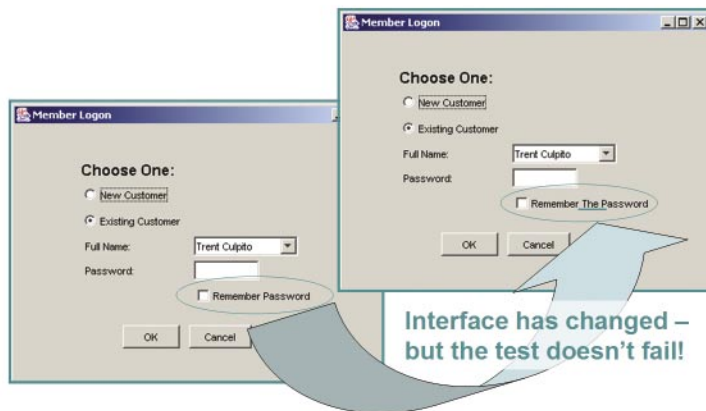 Member Logon
Choose One:
New Customer
Existing Customer
Full Name: Trent Culpito
Password:
Remember Password
OK Cancel
Member Logon
Choose One:
New Customer
Existing Customer
Full Name: Trent Culpito
Password:
Remember The Password
OK Cancel
Interface has changed –
but the test doesn't fail!